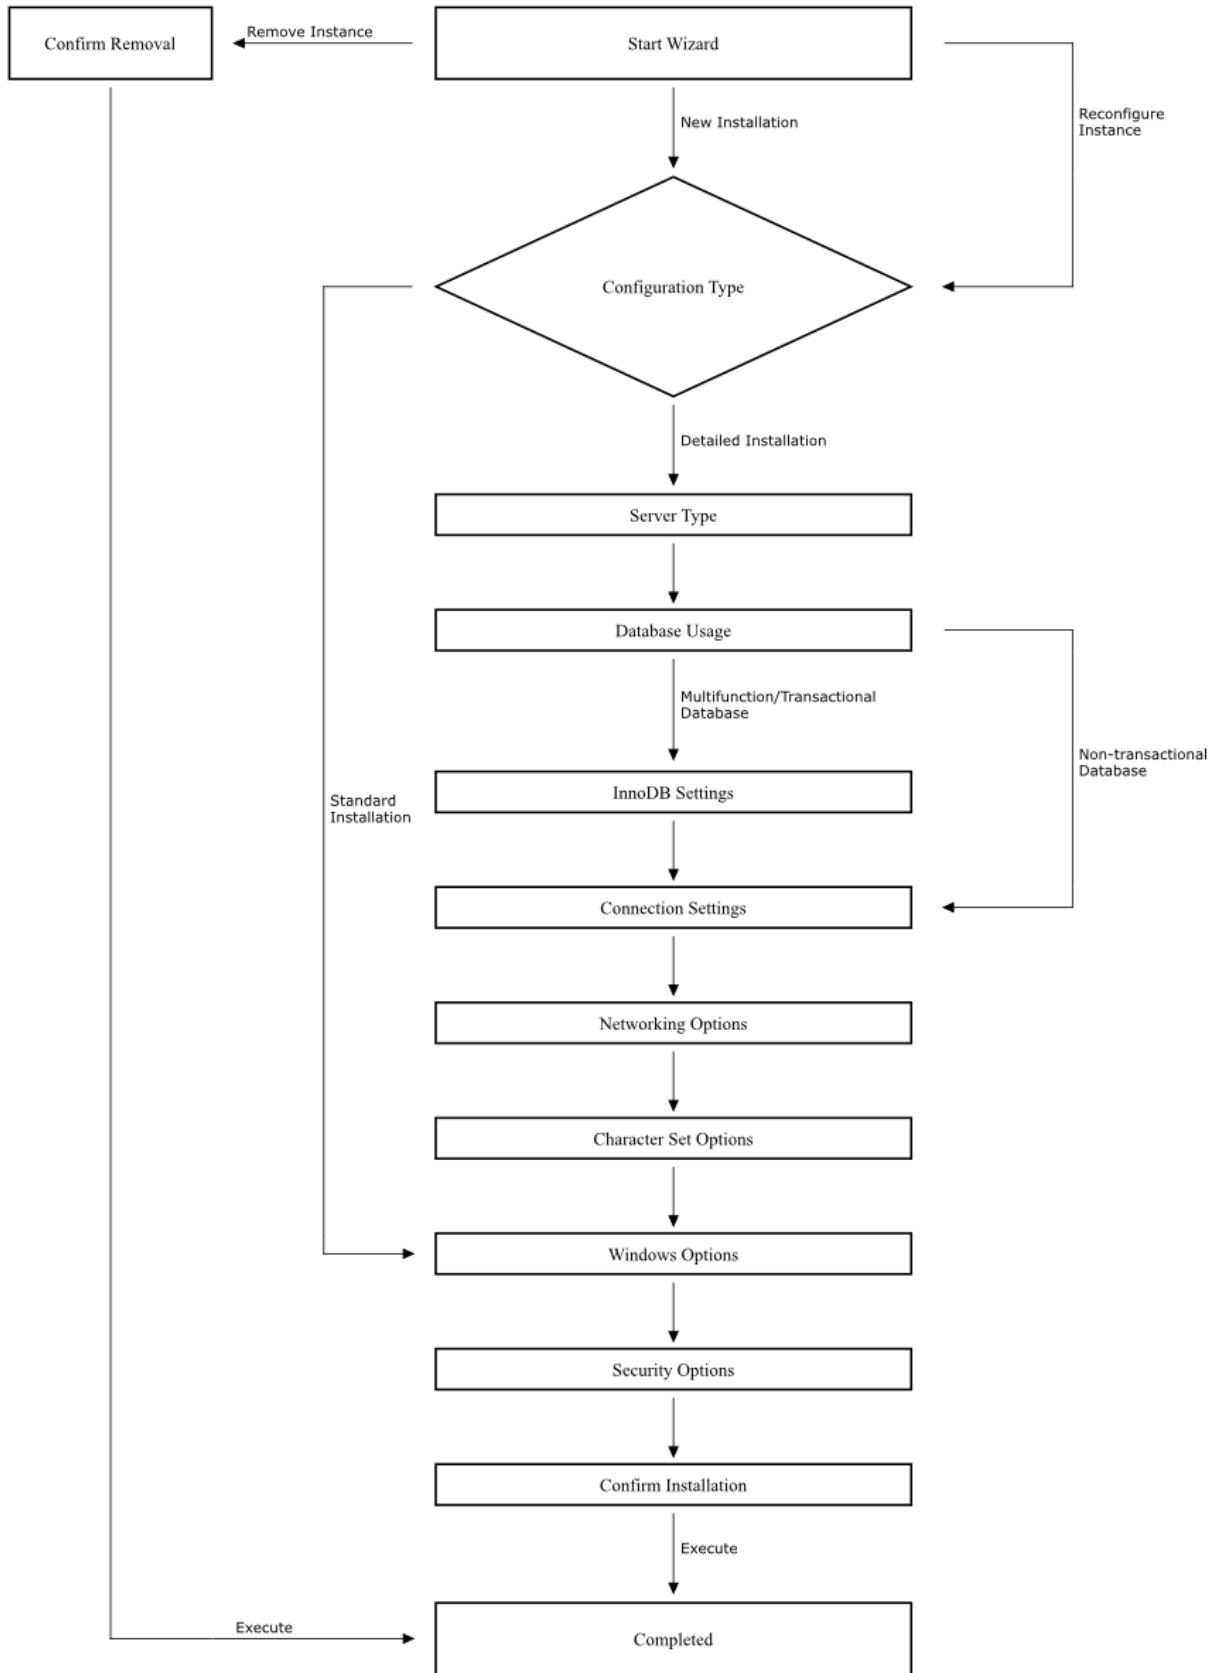 Confirm Removal
Remove Instance
Start Wizard
New Installation
Reconfigure
Instance
Configuration Type
Detailed Installation
Server Type
Database Usage
Multifunction/Transactional
Database
Non-transactional
Database
InnoDB Settings
Standard
Installation
Connection Settings
Networking Options
Character Set Options
Windows Options
Security Options
Confirm Installation
Execute
Execute
Completed